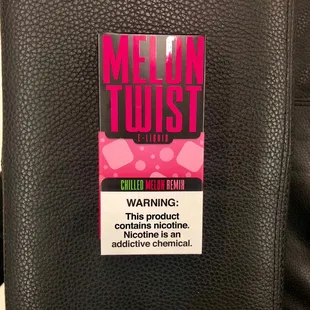 MELON
TWIST
E-LIQUID
CHILLED MELON REMIX
WARNING:
This product
contains nicotine.
Nicotine is an
addictive chemical.